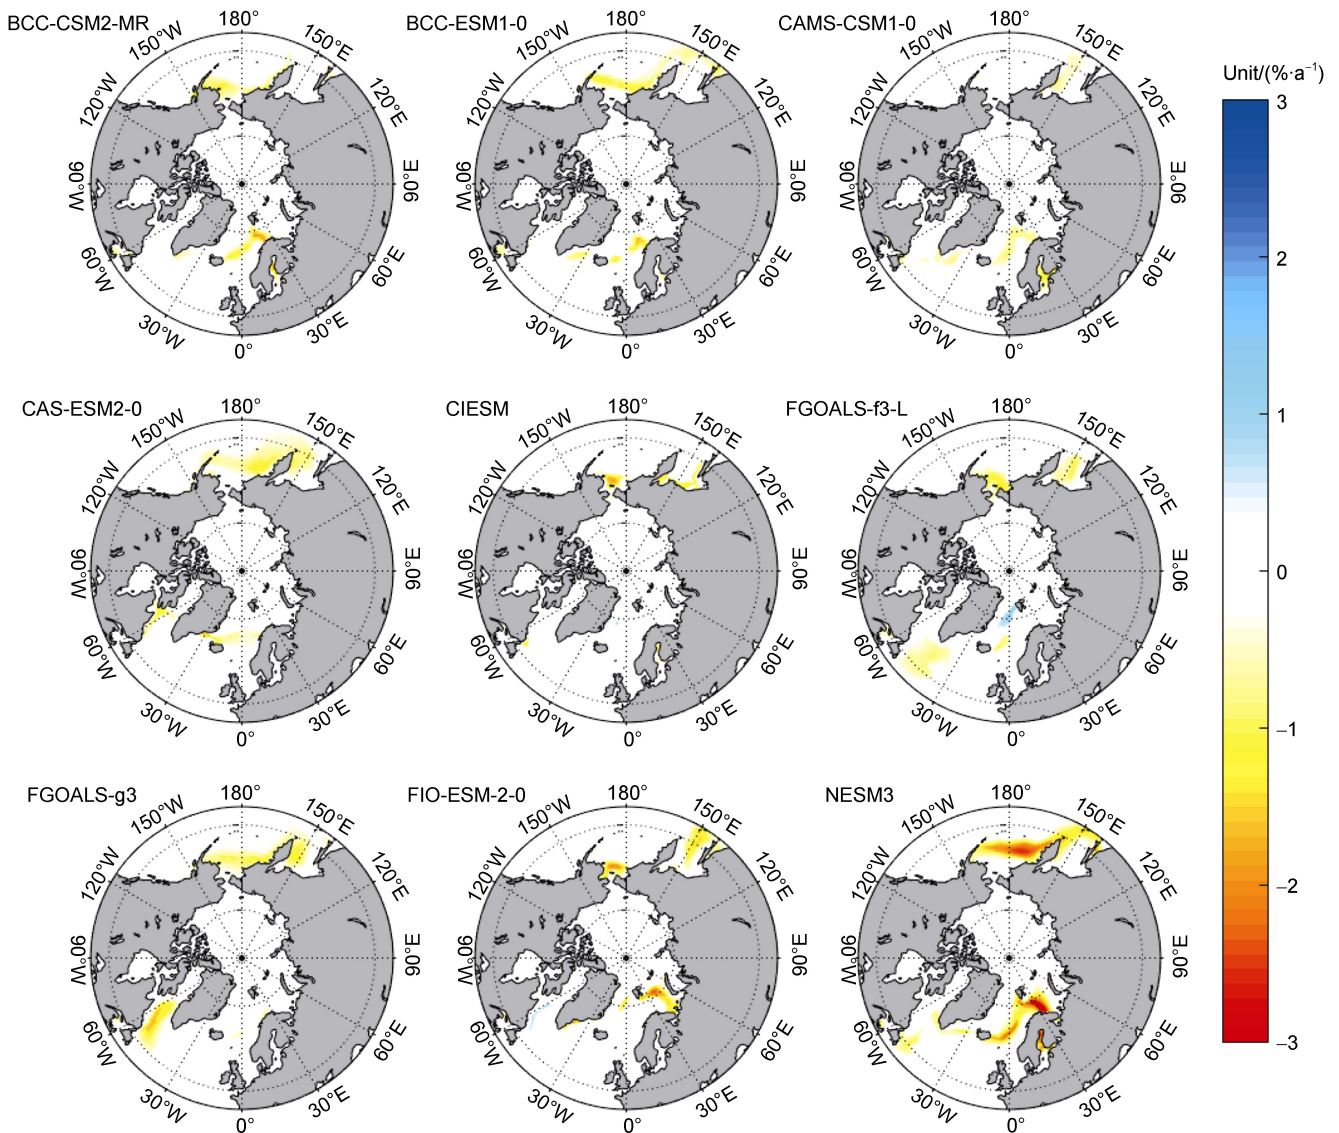 BCC-CSM2-MR
180°
150°W
150°E
120°W
120°E
90°W
90°E
60°W
60°E
30°W
30°E
0°
BCC-ESM1-0
180°
150°W
150°E
120°W
120°E
90°W
90°E
60°W
60°E
30°W
30°E
0°
CAMS-CSM1-0
180°
150°W
150°E
120°W
120°E
90°W
90°E
60°W
60°E
30°W
30°E
0°
CAS-ESM2-0
180°
150°W
150°E
120°W
120°E
90°W
90°E
60°W
60°E
30°W
30°E
0°
CIESM
180°
150°W
150°E
120°W
120°E
90°W
90°E
60°W
60°E
30°W
30°E
0°
FGOALS-f3-L
180°
150°W
150°E
120°W
120°E
90°W
90°E
60°W
60°E
30°W
30°E
0°
FGOALS-g3
180°
150°W
150°E
120°W
120°E
90°W
90°E
60°W
60°E
30°W
30°E
0°
FIO-ESM-2-0
180°
150°W
150°E
120°W
120°E
90°W
90°E
60°W
60°E
30°W
30°E
0°
NESM3
180°
150°W
150°E
120°W
120°E
90°W
90°E
60°W
60°E
30°W
30°E
0°
Unit/(%·a⁻¹)
3
2
1
0
−1
−2
−3